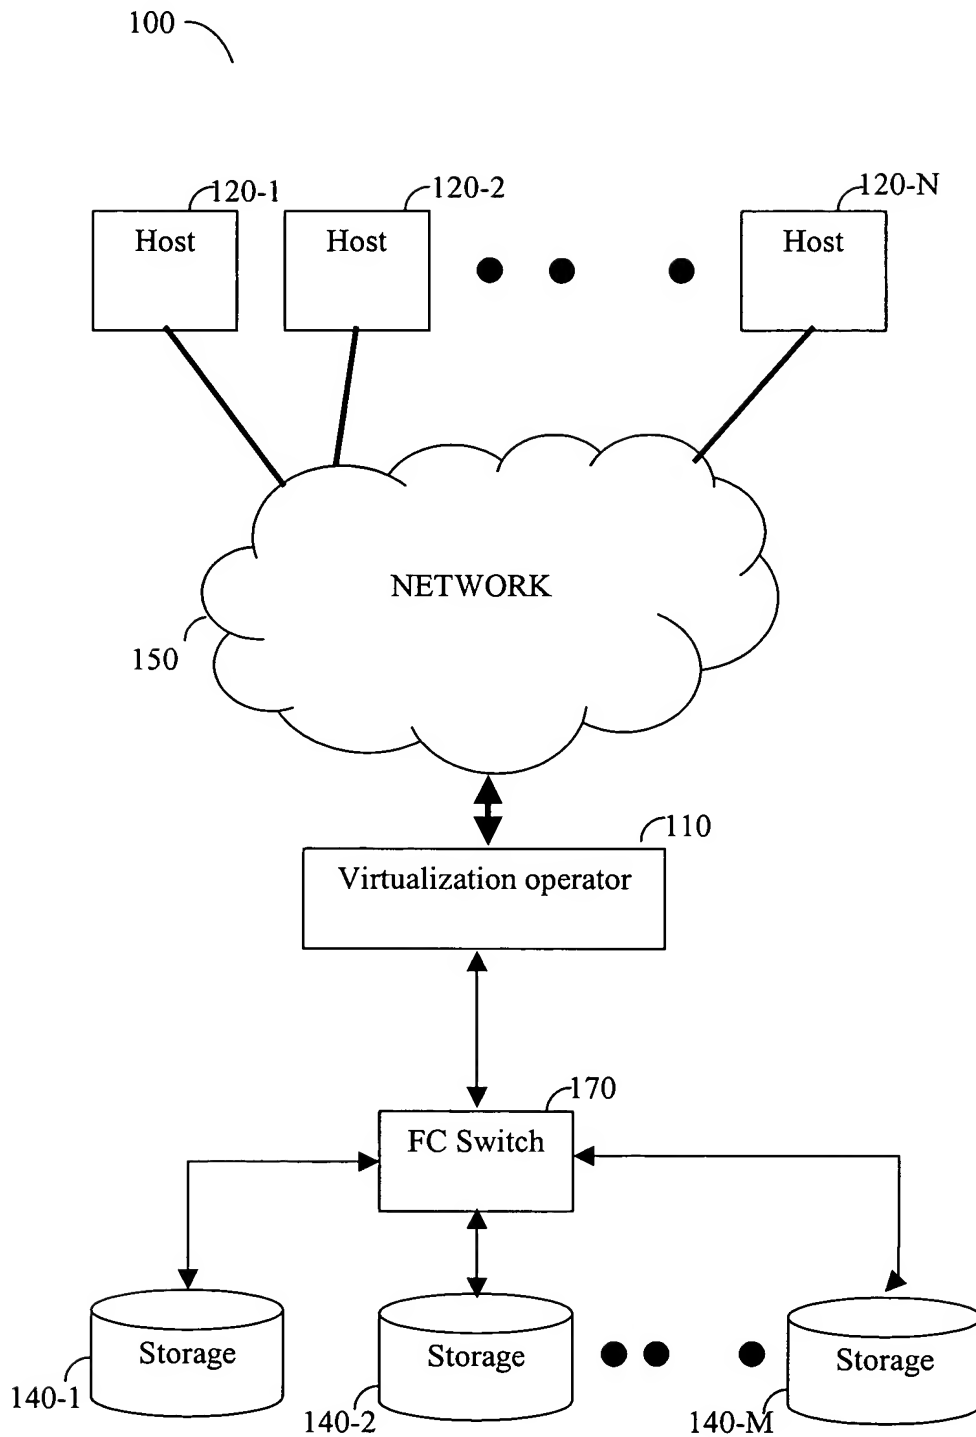 100
120-1
120-2
120-N
Host
Host
Host
NETWORK
150
110
Virtualization operator
170
FC Switch
Storage
Storage
Storage
140-1
140-2
140-M